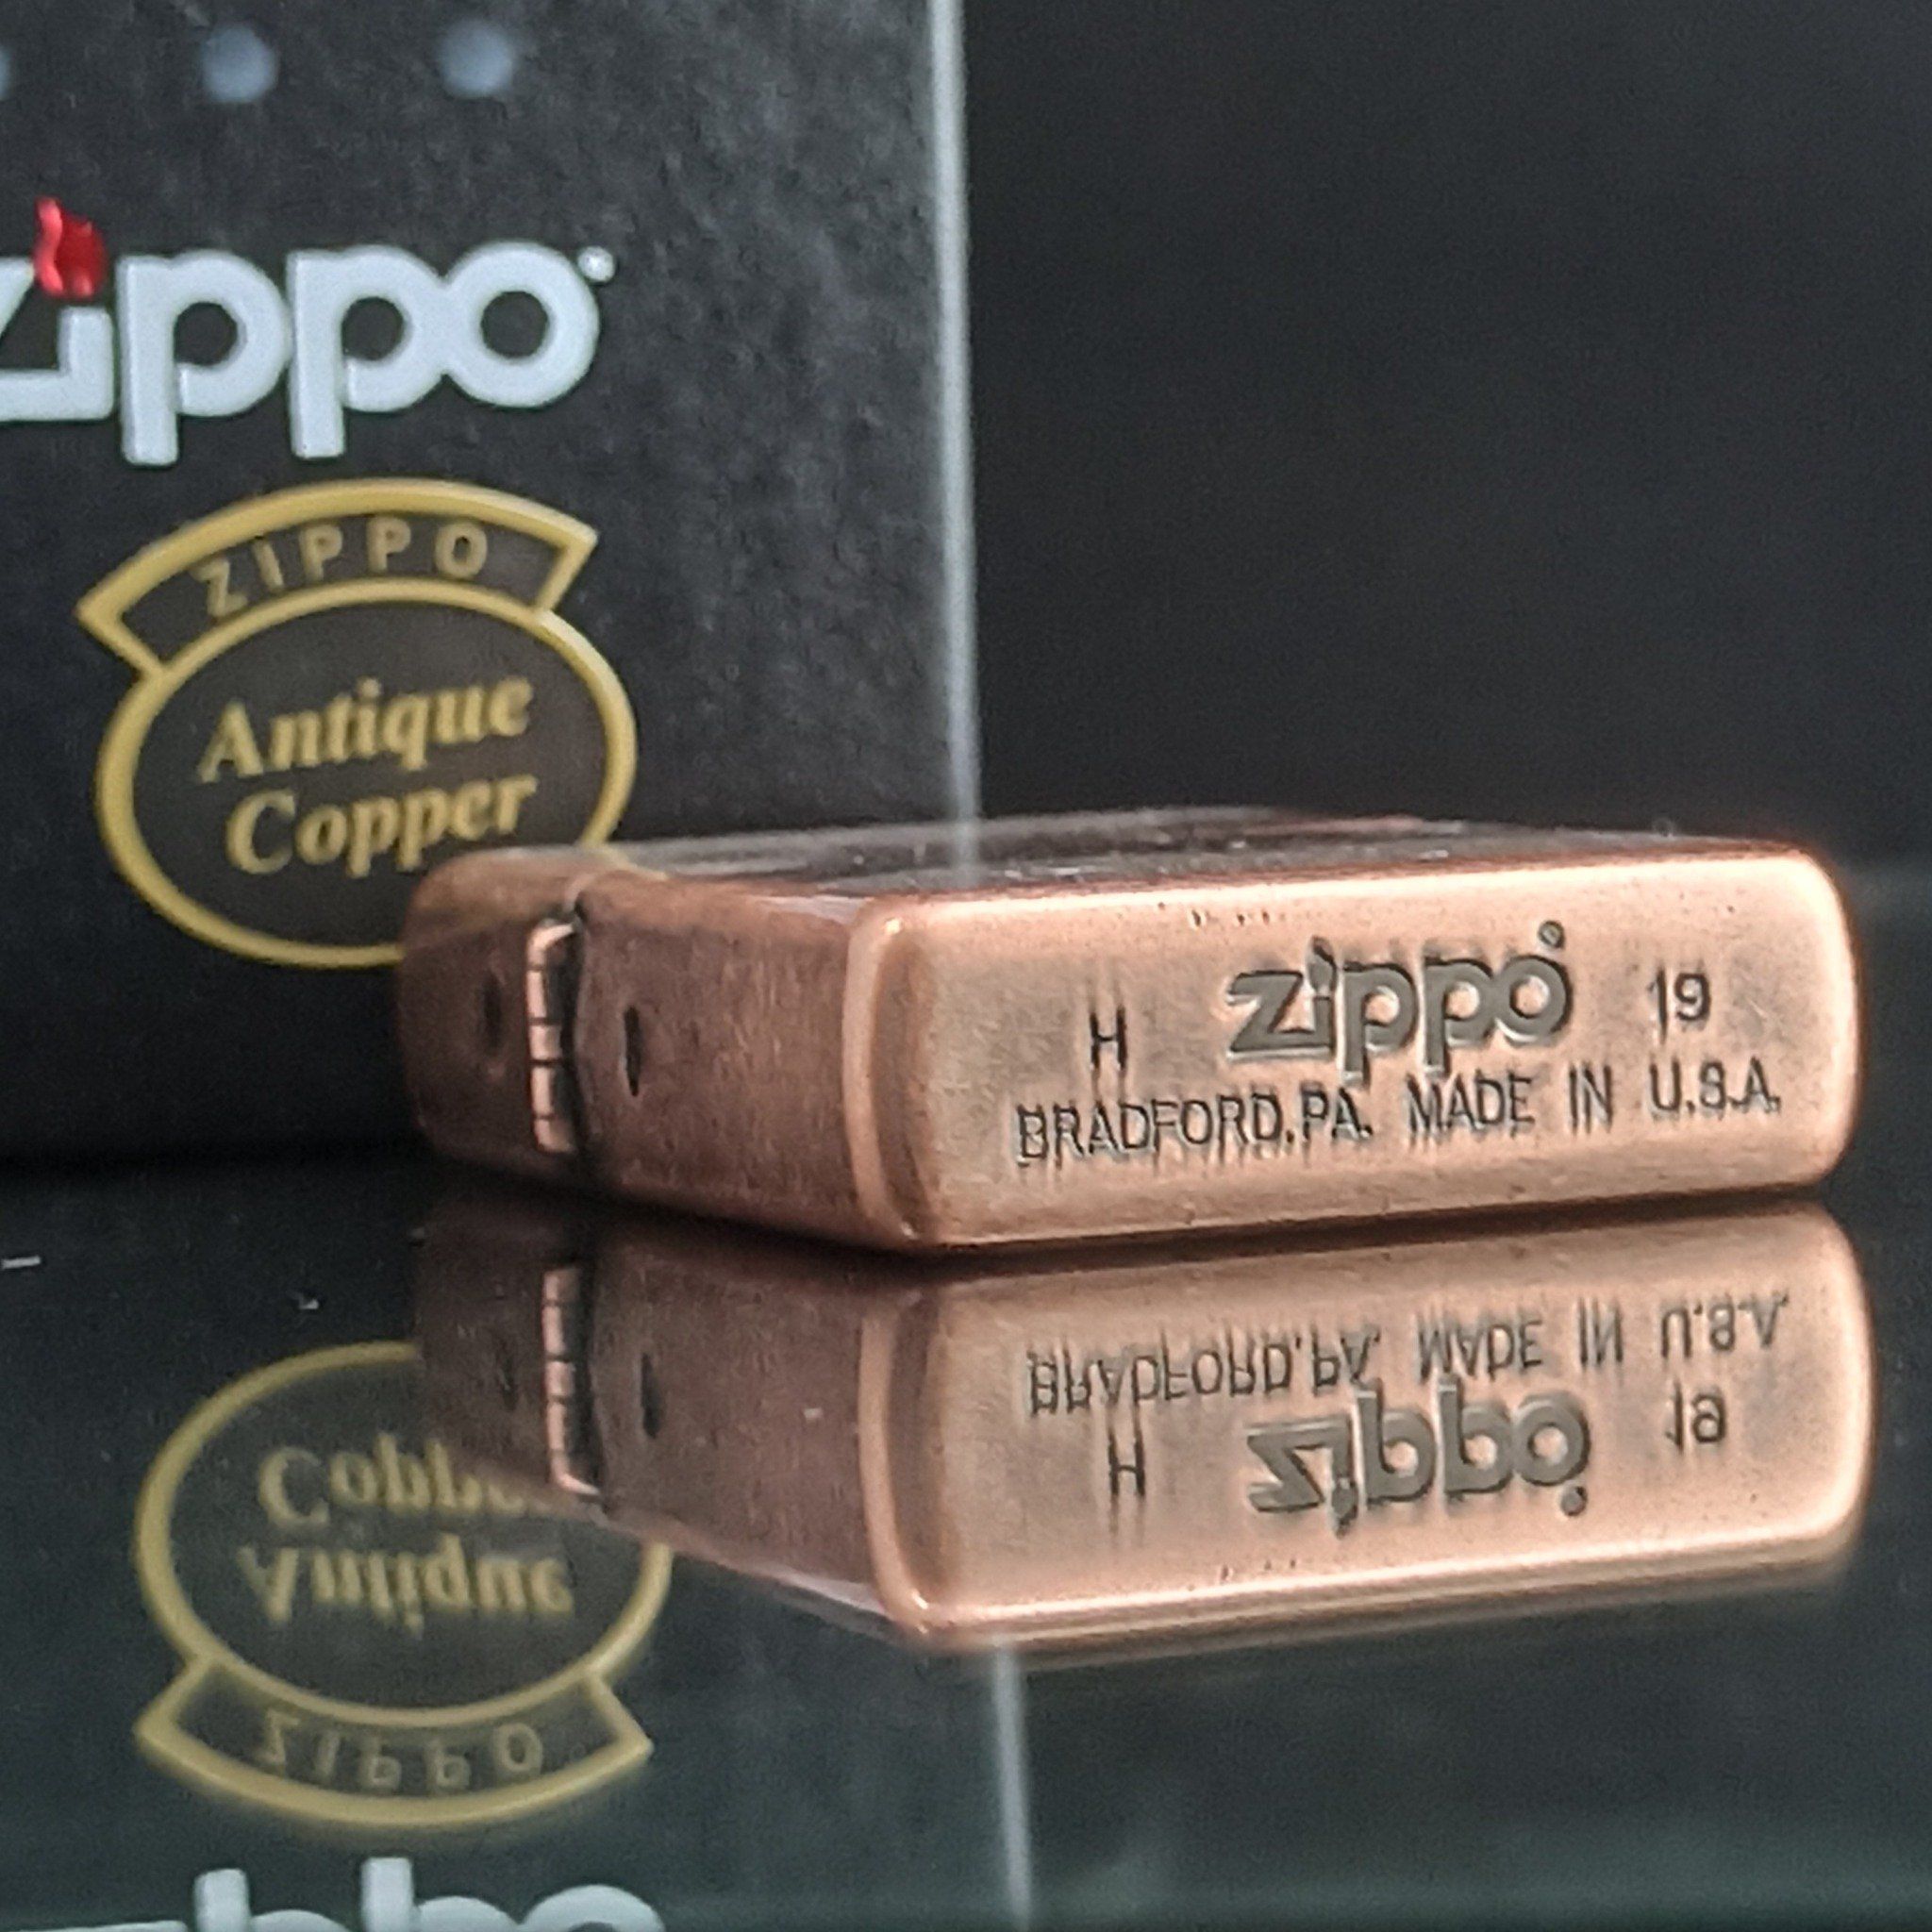 zippo
ZIPPO
Antique
Copper
H zippo 19
BRADFORD,PA. MADE IN U.S.A.